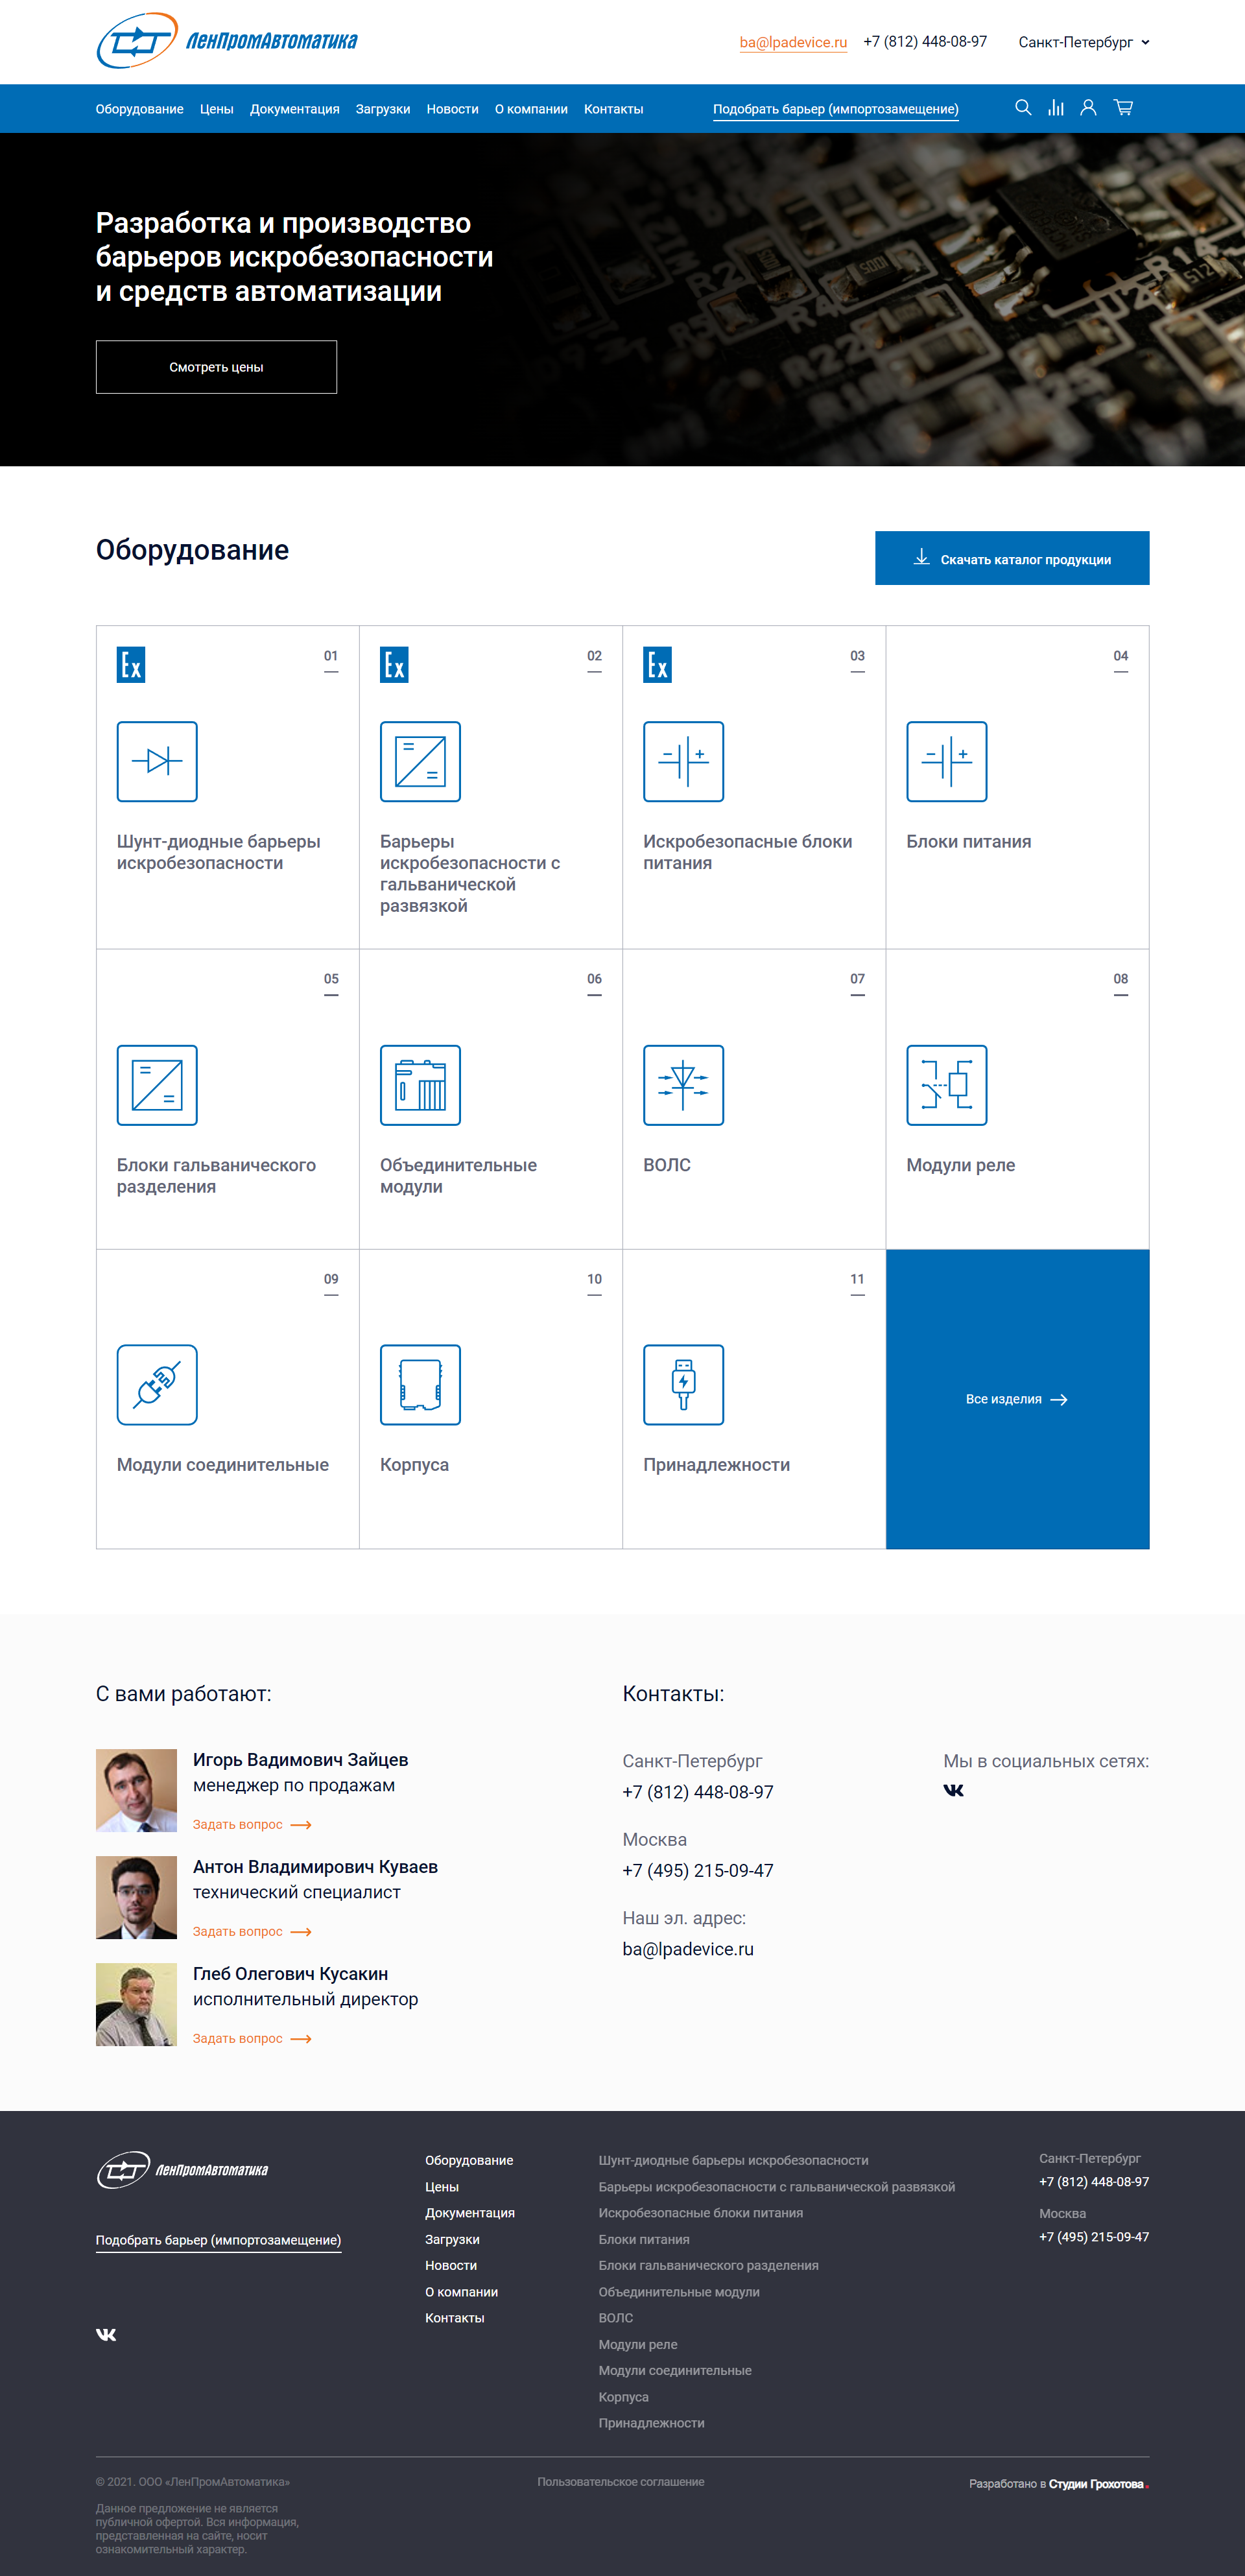 ЛенПромАвтоматика
ba@lpadevice.ru +7 (812) 448-08-97 Санкт-Петербург
Оборудование Цены Документация Загрузки Новости О компании Контакты Подобрать барьер (импортозамещение)
Разработка и производство
барьеров искробезопасности
и средств автоматизации
Смотреть цены
Оборудование
Скачать каталог продукции
Ex 01
Шунт-диодные барьеры
искробезопасности
Ex 02
Барьеры
искробезопасности с
гальванической
развязкой
Ex 03
Искробезопасные блоки
питания
04
Блоки питания
05
Блоки гальванического
разделения
06
Объединительные
модули
07
ВОЛС
08
Модули реле
09
Модули соединительные
10
Корпуса
11
Принадлежности
Все изделия
С вами работают:
Игорь Вадимович Зайцев
менеджер по продажам
Задать вопрос
Антон Владимирович Куваев
технический специалист
Задать вопрос
Глеб Олегович Кусакин
исполнительный директор
Задать вопрос
Контакты:
Санкт-Петербург
+7 (812) 448-08-97
Москва
+7 (495) 215-09-47
Наш эл. адрес:
ba@lpadevice.ru
Мы в социальных сетях:
ЛенПромАвтоматика
Подобрать барьер (импортозамещение)
Оборудование
Цены
Документация
Загрузки
Новости
О компании
Контакты
Шунт-диодные барьеры искробезопасности
Барьеры искробезопасности с гальванической развязкой
Искробезопасные блоки питания
Блоки питания
Блоки гальванического разделения
Объединительные модули
ВОЛС
Модули реле
Модули соединительные
Корпуса
Принадлежности
Санкт-Петербург
+7 (812) 448-08-97
Москва
+7 (495) 215-09-47
© 2021. ООО «ЛенПромАвтоматика»
Данное предложение не является
публичной офертой. Вся информация,
представленная на сайте, носит
ознакомительный характер.
Пользовательское соглашение
Разработано в Студии Грохотова.